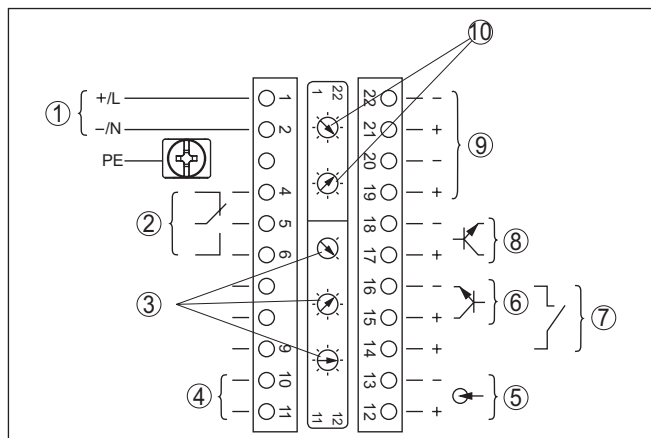 ⑩
① +/L 1 1 22 22 −
−/N 2 21 + ⑨
PE 20 −
4 19 +
② 5 18 − ⑧
6 17 +
③ 16 − ⑥
15 + ⑦
9 14 +
④ 10 13 − ⑤
11 11 12 12 +